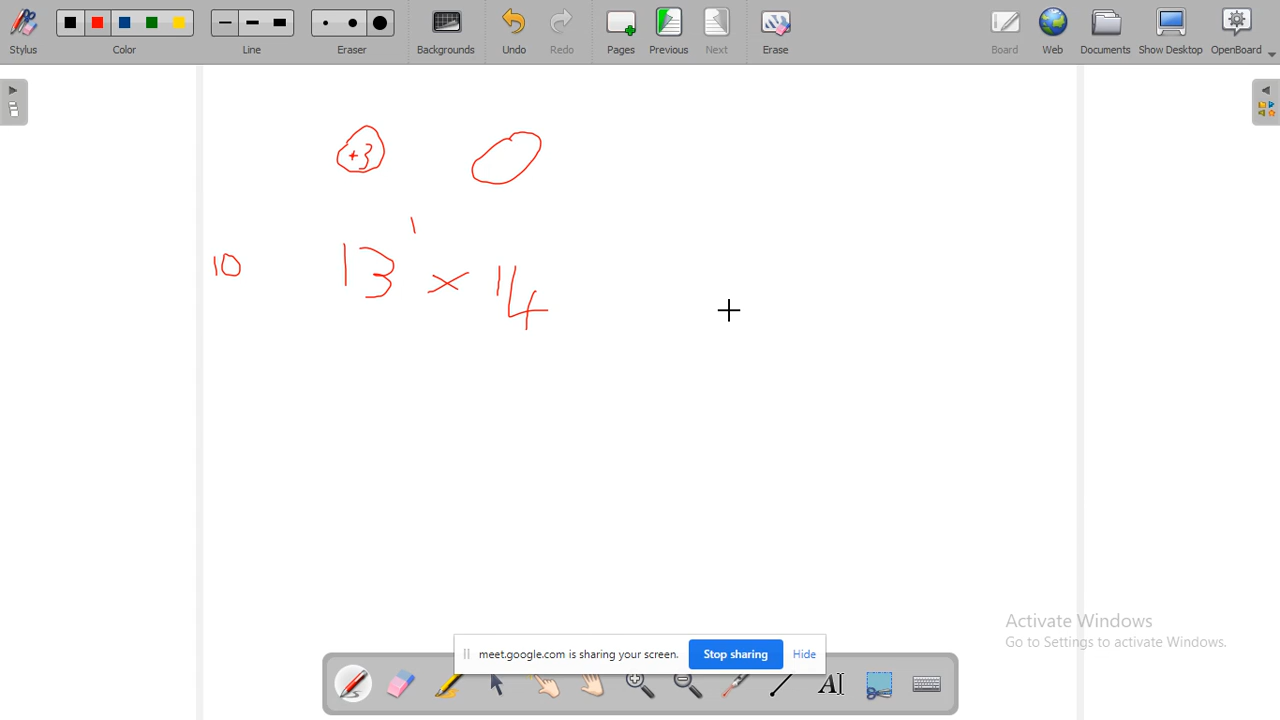 Stylus Color Line Eraser Backgrounds Undo Redo Pages Previous Next Erase Board Web Documents Show Desktop OpenBoard
+3
10 13 ' × 14
Activate Windows
Go to Settings to activate Windows.
meet.google.com is sharing your screen. Stop sharing Hide